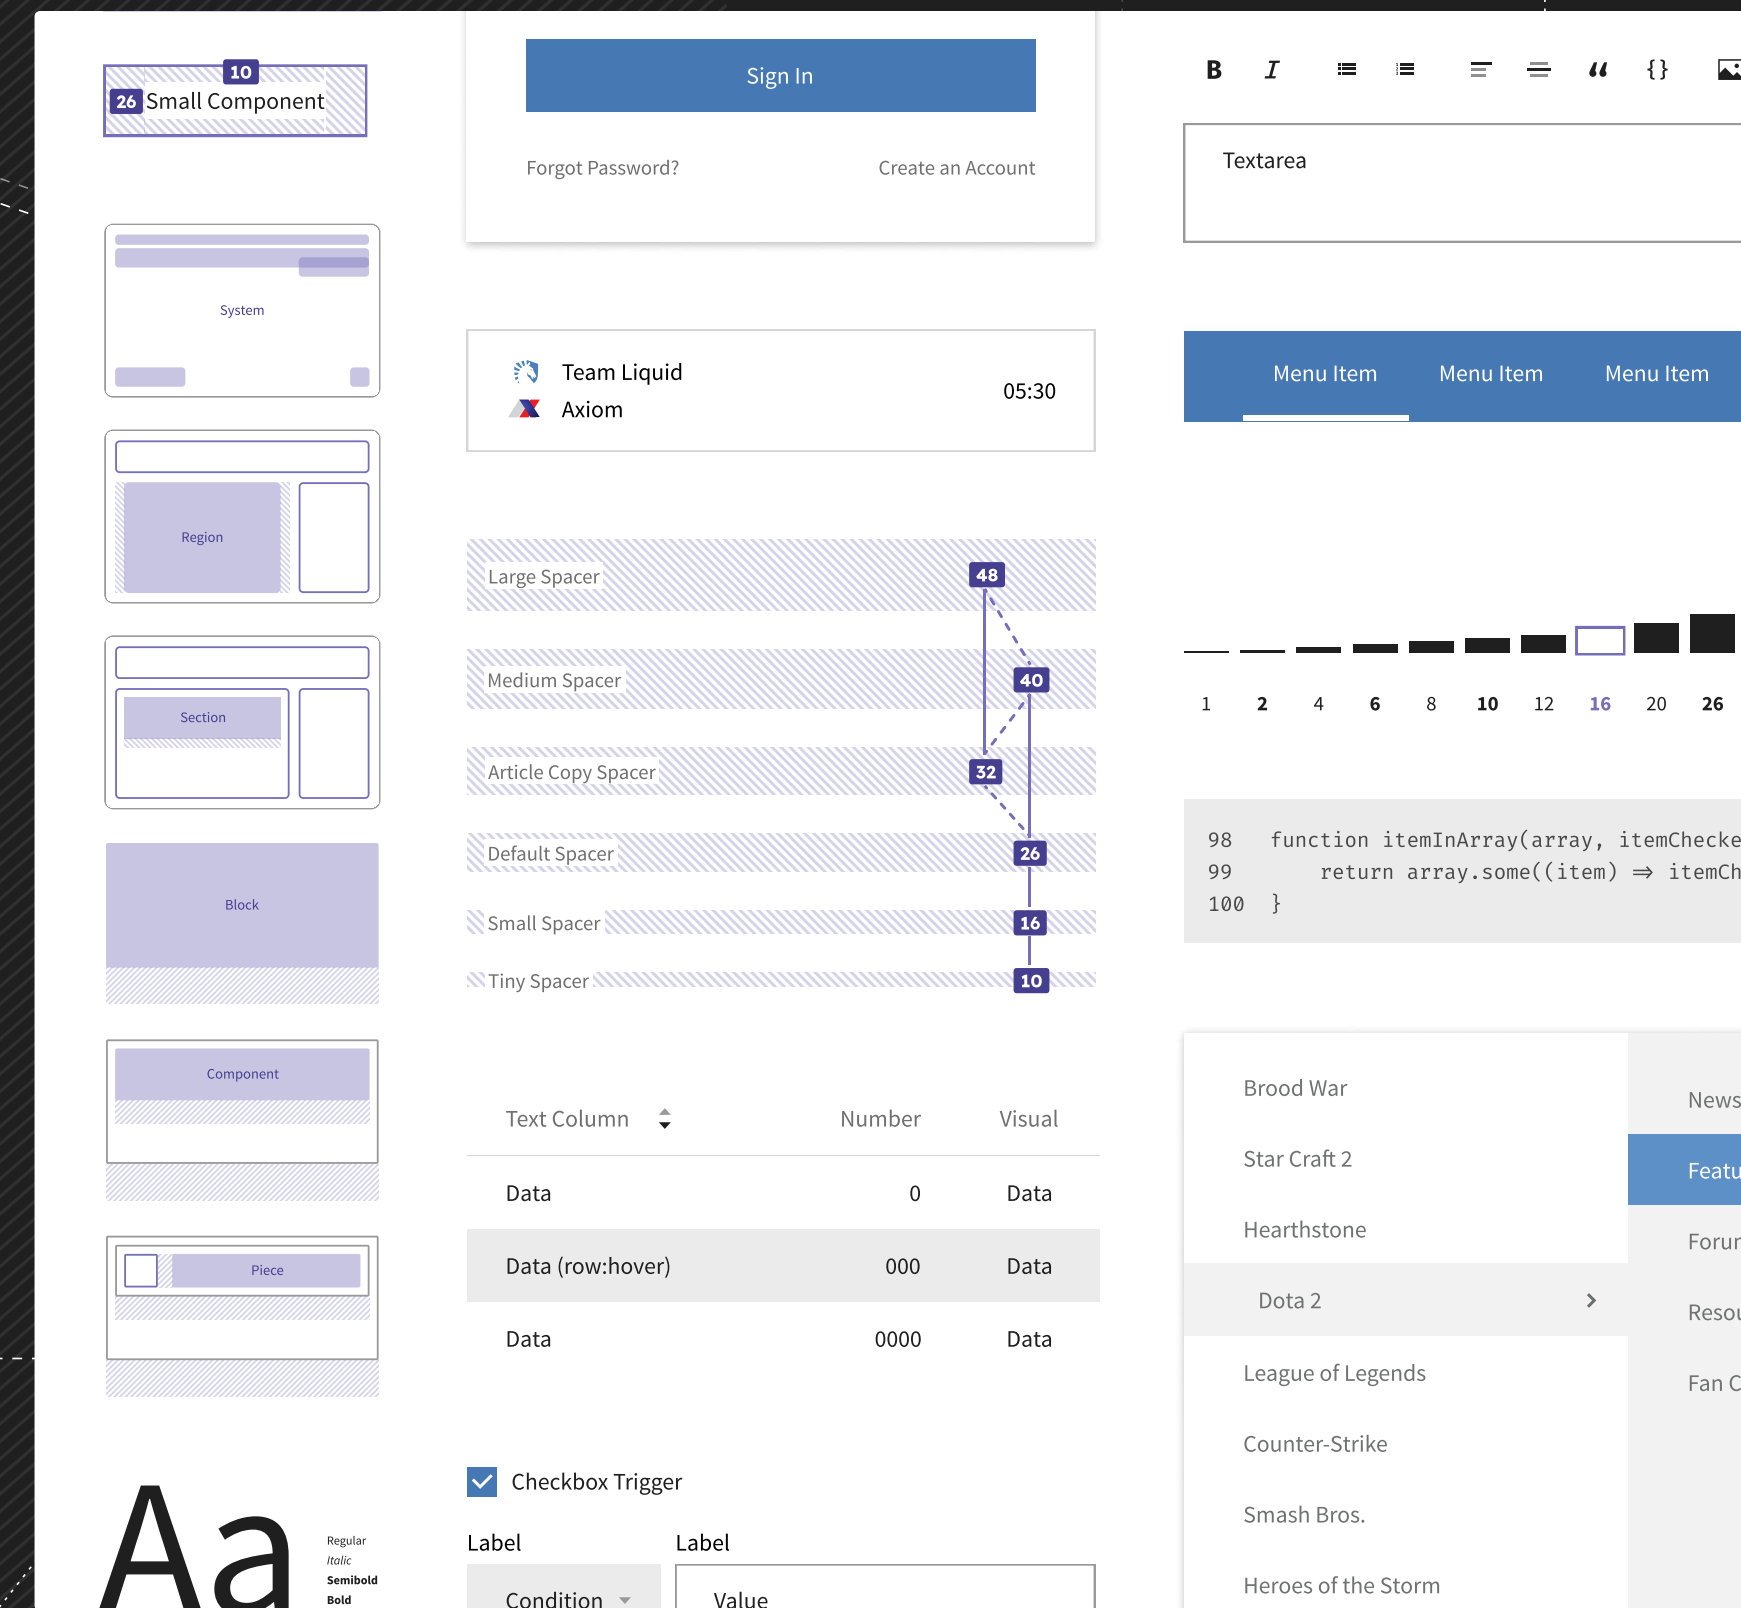 10
26
Small Component
System
Region
Section
Block
Component
Piece
Aa
Regular
Italic
Semibold
Bold
Sign In
Forgot Password?
Create an Account
Team Liquid
Axiom
05:30
Large Spacer
48
Medium Spacer
40
Article Copy Spacer
32
Default Spacer
26
Small Spacer
16
Tiny Spacer
10
Text Column Number Visual
Data 0 Data
Data (row:hover) 000 Data
Data 0000 Data
Checkbox Trigger
Label Label
Condition Value
B I “ {}
Textarea
Menu Item Menu Item Menu Item
1 2 4 6 8 10 12 16 20 26
98 function itemInArray(array, itemChecke
99 return array.some((item) => itemCh
100 }
Brood War
Star Craft 2
Hearthstone
Dota 2
League of Legends
Counter-Strike
Smash Bros.
Heroes of the Storm
News
Featu
Forur
Resou
Fan C